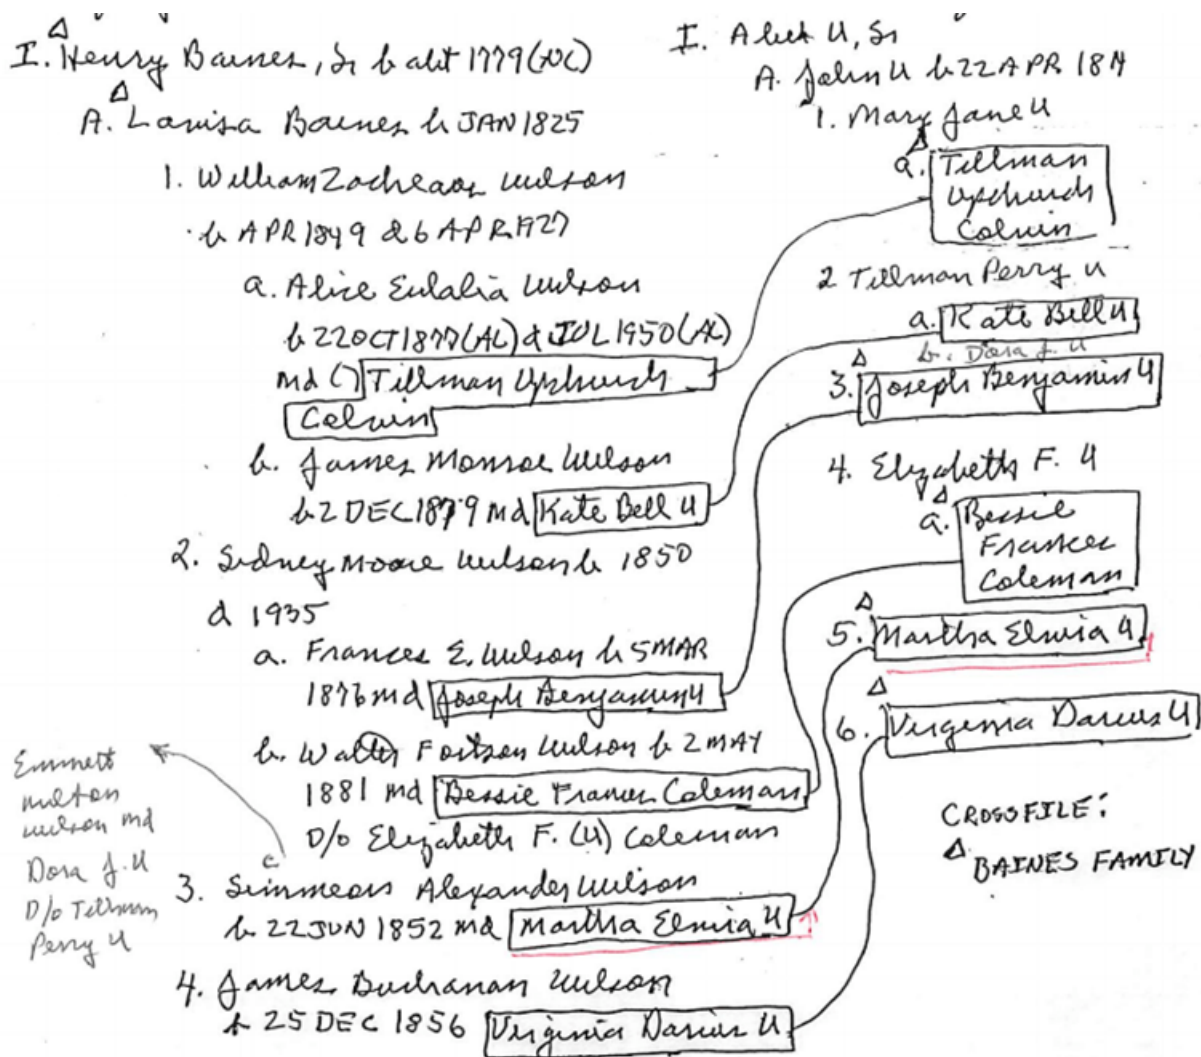 I. Henry Baines, Sr b abt 1779 (NC)
A. Louisa Baines b JAN 1825
1. William Zacheaos Wilson
b APR 1849 d 6 APR 1927
a. Alice Eulalia Wilson
b 22 OCT 1877 (AL) d JUL 1950 (AL)
md () Tillman Upchurch
Colvin
b. James Monroe Wilson
b 2 DEC 1879 md Kate Bell U
2. Sidney Moore Wilson b 1850
d 1935
a. Frances E. Wilson b 5 MAR
1876 md Joseph Benjamin U
b. Walter Fortson Wilson b 2 MAY
1881 md Bessie Frances Coleman
D/o Elizabeth F. (U) Coleman
c
Emmett
Milton
Wilson md
Dora J. U
D/o Tillman
Perry U
3. Simmeon Alexander Wilson
b 22 JUN 1852 md Martha Elmira U
4. James Buchanan Wilson
b 25 DEC 1856 Virginia Darius U
I. Albert U, Sr
A. John U b 22 APR 181
1. Mary Jane U
a. Tillman
Upchurch
Colvin
2 Tillman Perry U
a. Kate Bell U
b. Dora J. U
3. Joseph Benjamin U
4. Elizabeth F. U
a. Bessie
Frances
Coleman
5. Martha Elmira U
6. Virginia Darius U
CROSSFILE:
Δ BAINES FAMILY